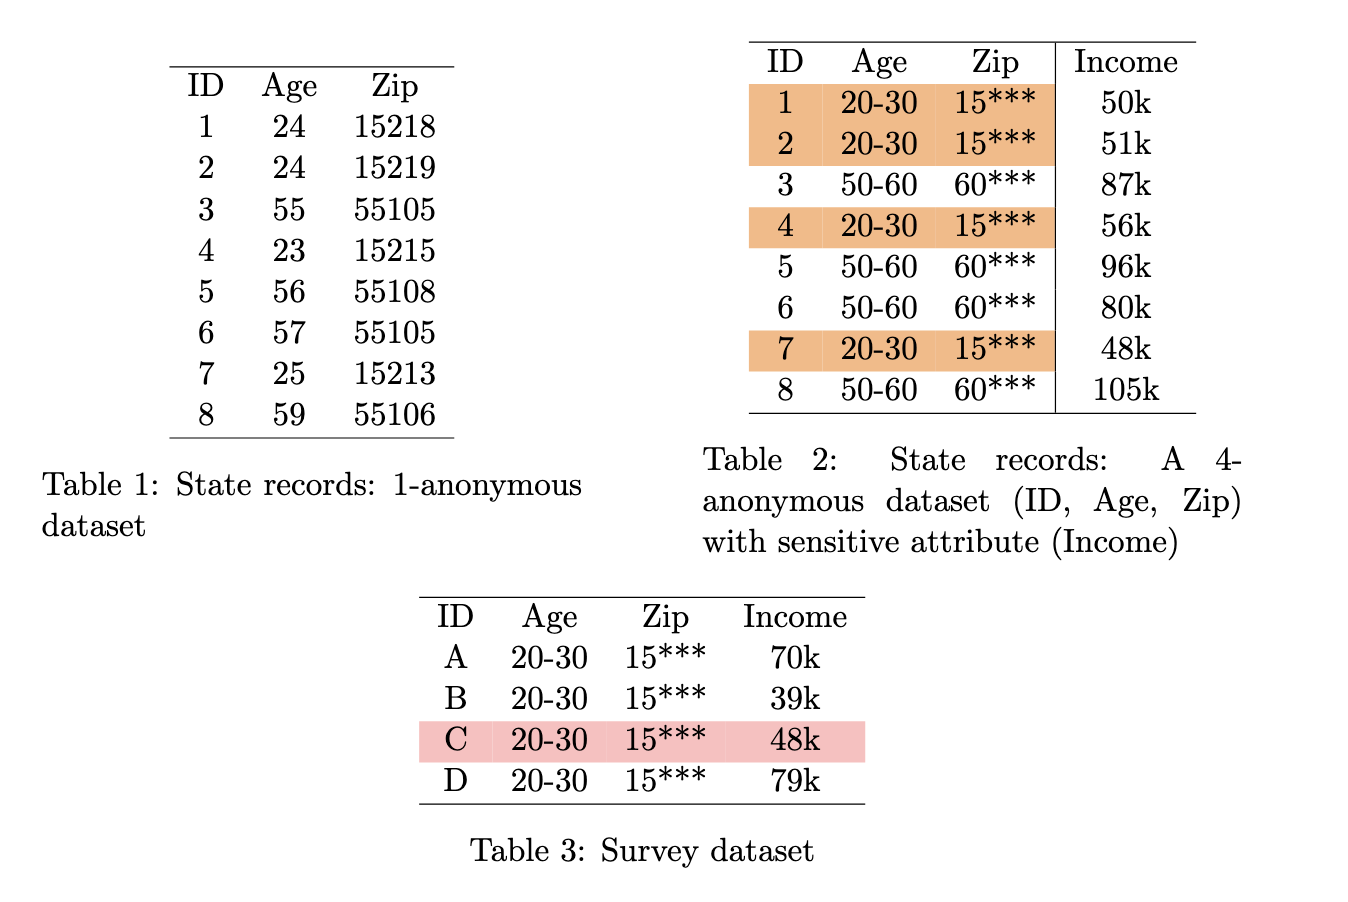 ID Age Zip
1 24 15218
2 24 15219
3 55 55105
4 23 15215
5 56 55108
6 57 55105
7 25 15213
8 59 55106
Table 1: State records: 1-anonymous
dataset
ID Age Zip Income
1 20-30 15*** 50k
2 20-30 15*** 51k
3 50-60 60*** 87k
4 20-30 15*** 56k
5 50-60 60*** 96k
6 50-60 60*** 80k
7 20-30 15*** 48k
8 50-60 60*** 105k
Table 2: State records: A 4-
anonymous dataset (ID, Age, Zip)
with sensitive attribute (Income)
ID Age Zip Income
A 20-30 15*** 70k
B 20-30 15*** 39k
C 20-30 15*** 48k
D 20-30 15*** 79k
Table 3: Survey dataset